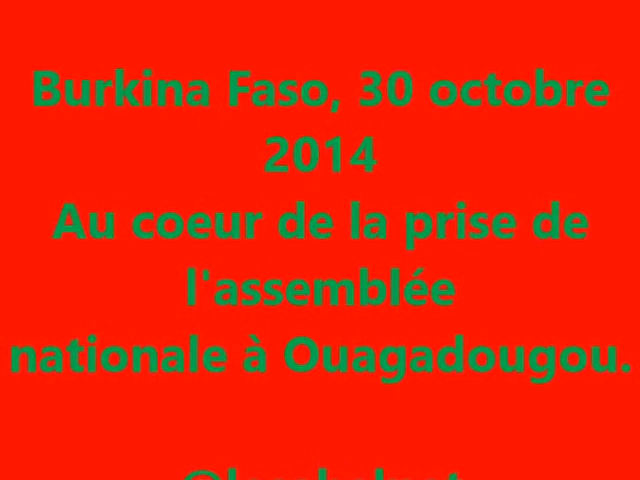 Burkina Faso, 30 octobre
2014
Au coeur de la prise de
l'assemblée
nationale à Ouagadougou.